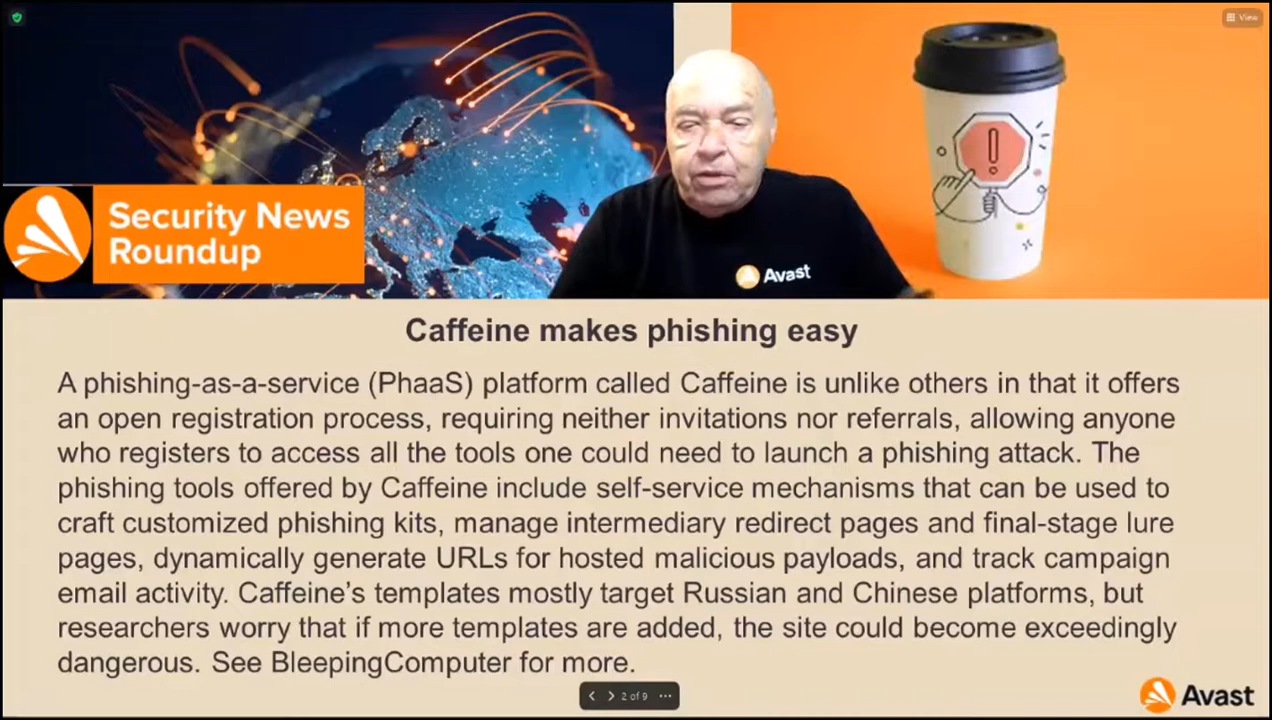 View
Security News
Roundup
Avast
Caffeine makes phishing easy
A phishing-as-a-service (PhaaS) platform called Caffeine is unlike others in that it offers
an open registration process, requiring neither invitations nor referrals, allowing anyone
who registers to access all the tools one could need to launch a phishing attack. The
phishing tools offered by Caffeine include self-service mechanisms that can be used to
craft customized phishing kits, manage intermediary redirect pages and final-stage lure
pages, dynamically generate URLs for hosted malicious payloads, and track campaign
email activity. Caffeine’s templates mostly target Russian and Chinese platforms, but
researchers worry that if more templates are added, the site could become exceedingly
dangerous. See BleepingComputer for more.
2 of 9
Avast